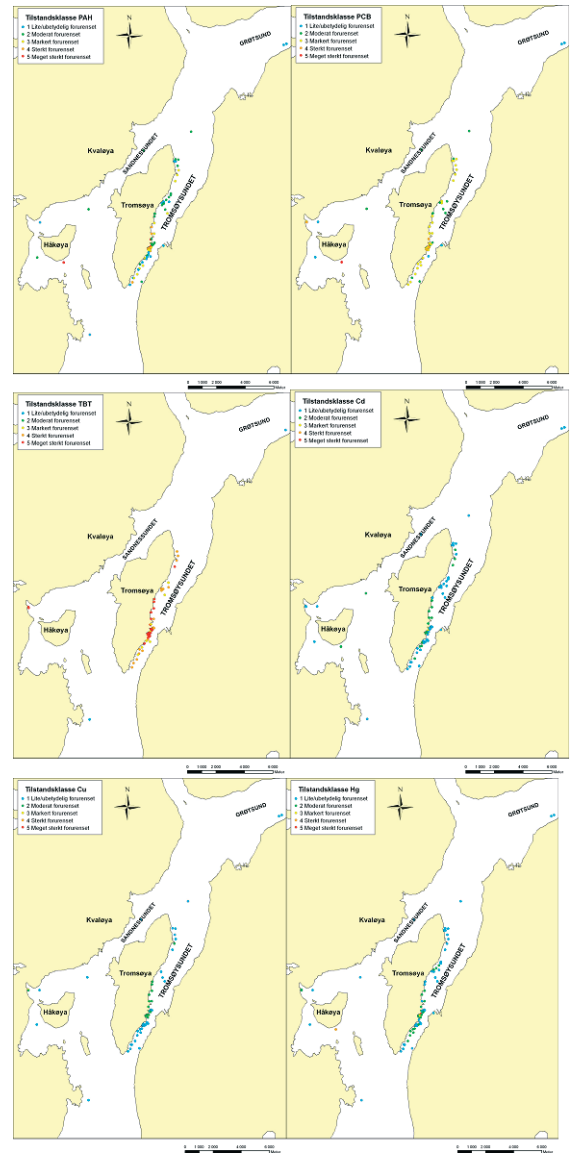 Tilstandsklasse PAH
1 Lite/ubetydelig forurenset
2 Moderat forurenset
3 Markert forurenset
4 Sterkt forurenset
5 Meget sterkt forurenset
N
GRØTSUND
Kvaløya
SANDNESSUNDET
Tromsøya
TROMSØYSUNDET
Håkøya
0 1 000 2 000 4 000 6 000
Meter
Tilstandsklasse PCB
1 Lite/ubetydelig forurenset
2 Moderat forurenset
3 Markert forurenset
4 Sterkt forurenset
5 Meget sterkt forurenset
N
GRØTSUND
Kvaløya
SANDNESSUNDET
Tromsøya
TROMSØYSUNDET
Håkøya
0 1 000 2 000 4 000 6 000
Meter
Tilstandsklasse TBT
1 Lite/ubetydelig forurenset
2 Moderat forurenset
3 Markert forurenset
4 Sterkt forurenset
5 Meget sterkt forurenset
N
GRØTSUND
Kvaløya
SANDNESSUNDET
Tromsøya
TROMSØYSUNDET
Håkøya
0 1 000 2 000 4 000 6 000
Meter
Tilstandsklasse Cd
1 Lite/ubetydelig forurenset
2 Moderat forurenset
3 Markert forurenset
4 Sterkt forurenset
5 Meget sterkt forurenset
N
GRØTSUND
Kvaløya
SANDNESSUNDET
Tromsøya
TROMSØYSUNDET
Håkøya
0 1 000 2 000 4 000 6 000
Meter
Tilstandsklasse Cu
1 Lite/ubetydelig forurenset
2 Moderat forurenset
3 Markert forurenset
4 Sterkt forurenset
5 Meget sterkt forurenset
N
GRØTSUND
Kvaløya
SANDNESSUNDET
Tromsøya
TROMSØYSUNDET
Håkøya
0 1 000 2 000 4 000 6 000
Meter
Tilstandsklasse Hg
1 Lite/ubetydelig forurenset
2 Moderat forurenset
3 Markert forurenset
4 Sterkt forurenset
5 Meget sterkt forurenset
N
GRØTSUND
Kvaløya
SANDNESSUNDET
Tromsøya
TROMSØYSUNDET
Håkøya
0 1 000 2 000 4 000 6 000
Meter